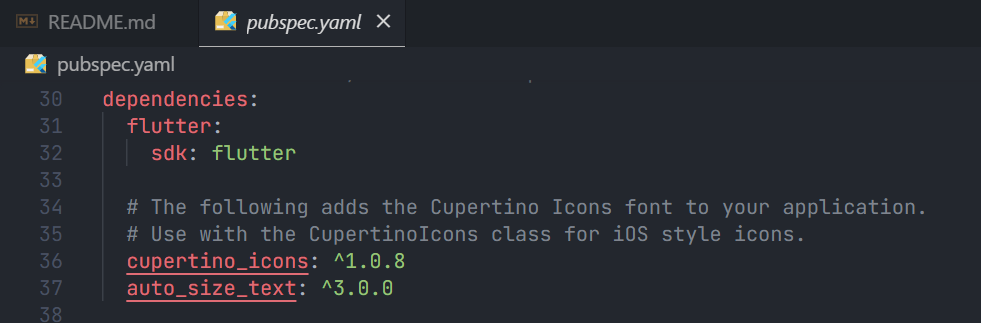 README.md
pubspec.yaml
pubspec.yaml
30 dependencies:
31 flutter:
32 sdk: flutter
33
34 # The following adds the Cupertino Icons font to your application.
35 # Use with the CupertinoIcons class for iOS style icons.
36 cupertino_icons: ^1.0.8
37 auto_size_text: ^3.0.0
38